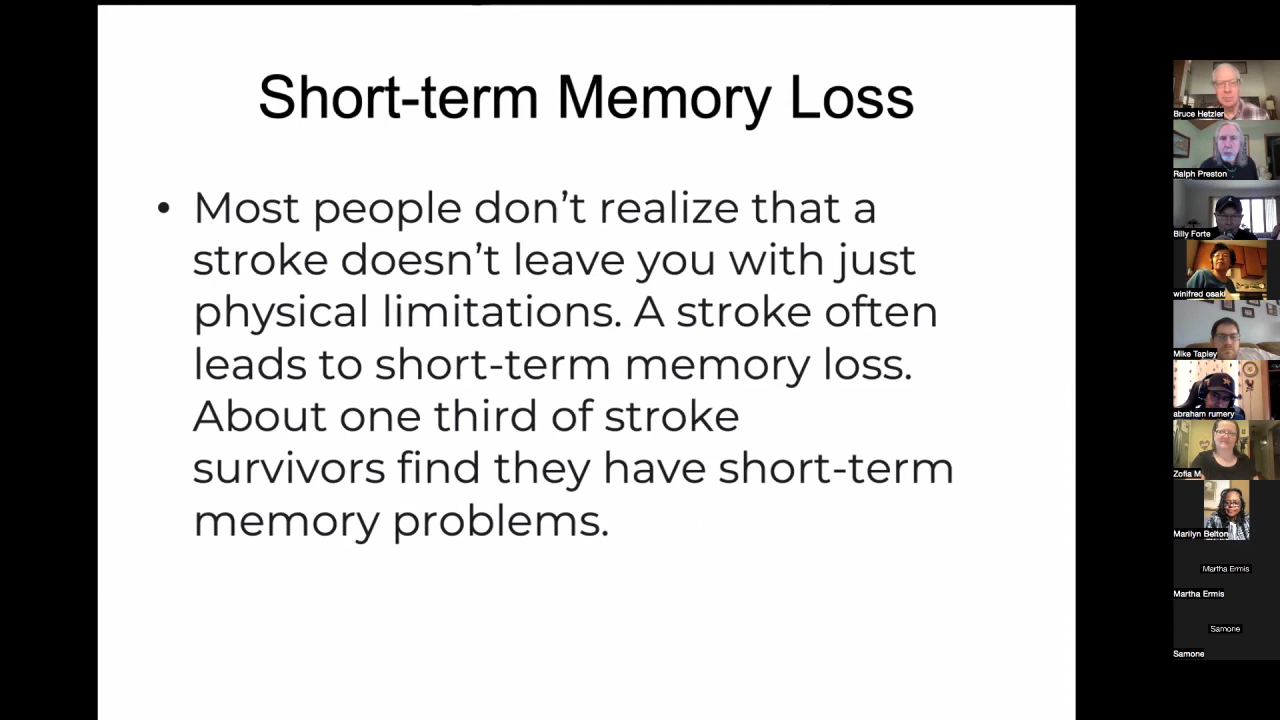 Short-term Memory Loss
• Most people don’t realize that a
stroke doesn’t leave you with just
physical limitations. A stroke often
leads to short-term memory loss.
About one third of stroke
survivors find they have short-term
memory problems.
Bruce Hetzler
Ralph Preston
Billy Forte
winifred osaki
Mike Tapley
abraham rumery
Zofia M
Marilyn Belton
Martha Ermis
Martha Ermis
Samone
Samone